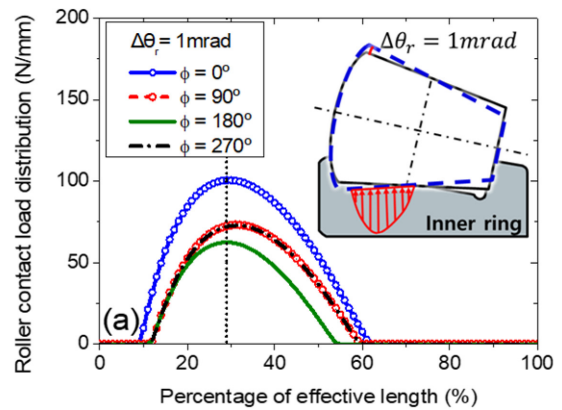 Roller contact load distribution (N/mm)
200
150
100
50
0
Δθr = 1mrad
ϕ = 0º
ϕ = 90º
ϕ = 180º
ϕ = 270º
Δθr = 1mrad
Inner ring
(a)
0 20 40 60 80 100
Percentage of effective length (%)